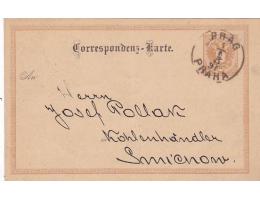 PRAG
PRAHA
Correspondenz-Karte.
An
Herrn
Josef Pollak
Kohlenhändler
Smichow.